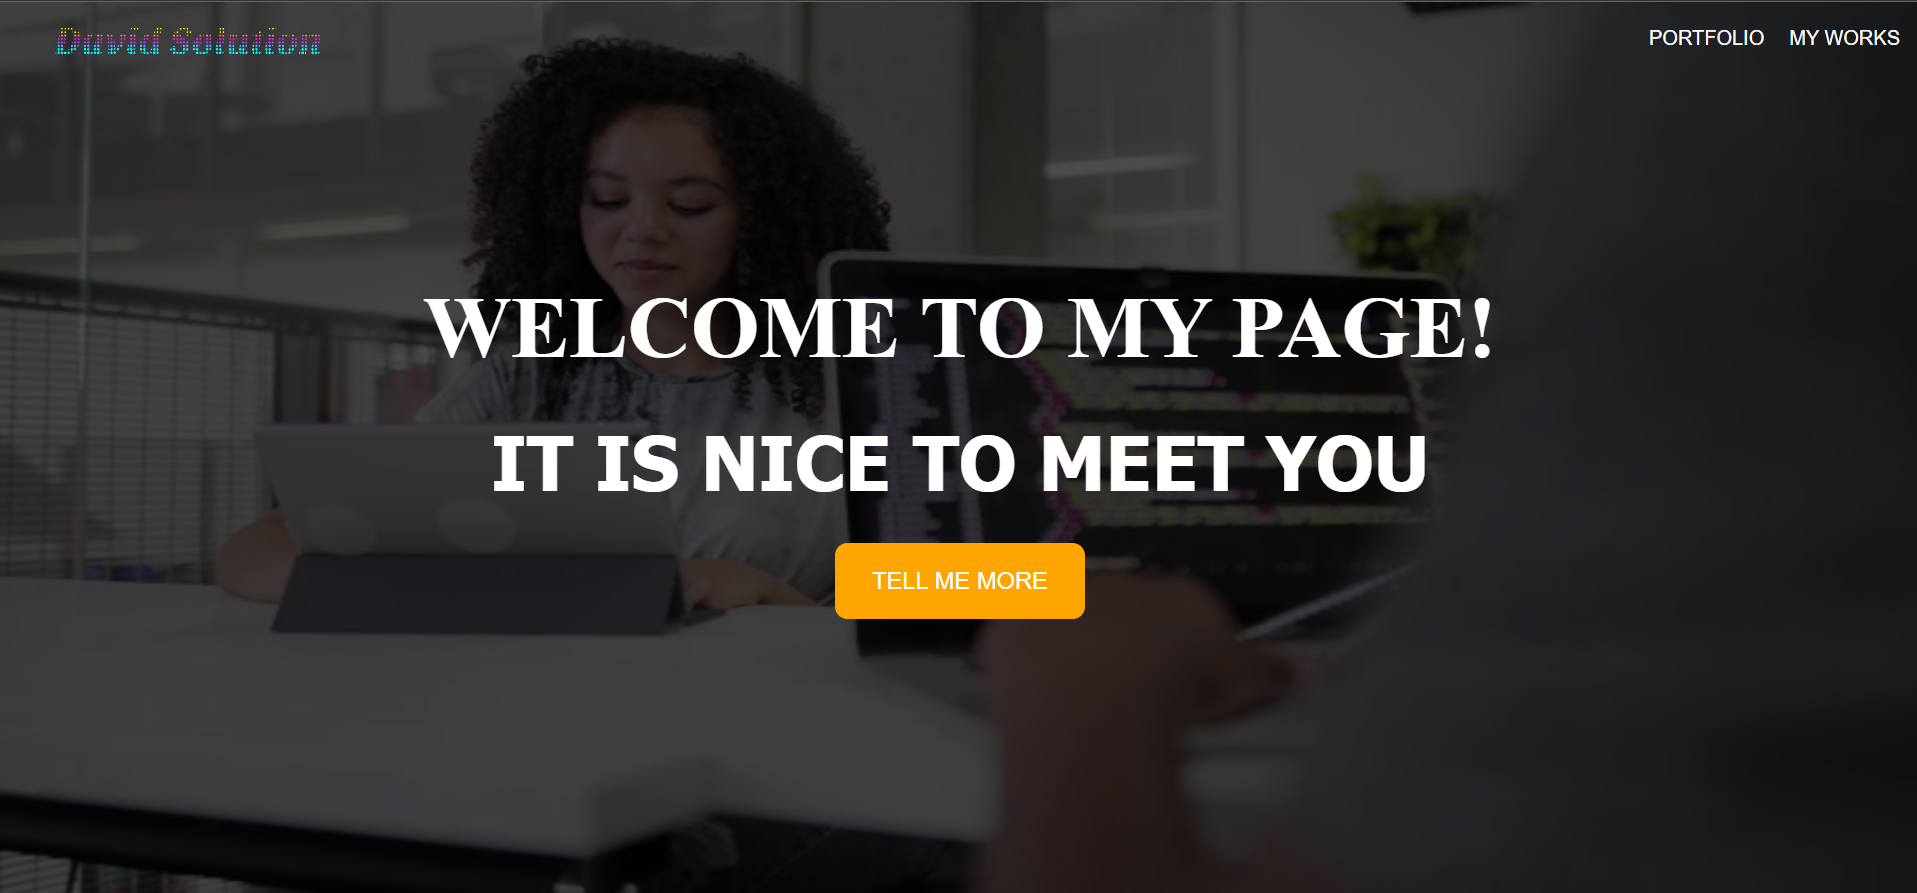 David Solution
PORTFOLIO MY WORKS
WELCOME TO MY PAGE!
IT IS NICE TO MEET YOU
TELL ME MORE